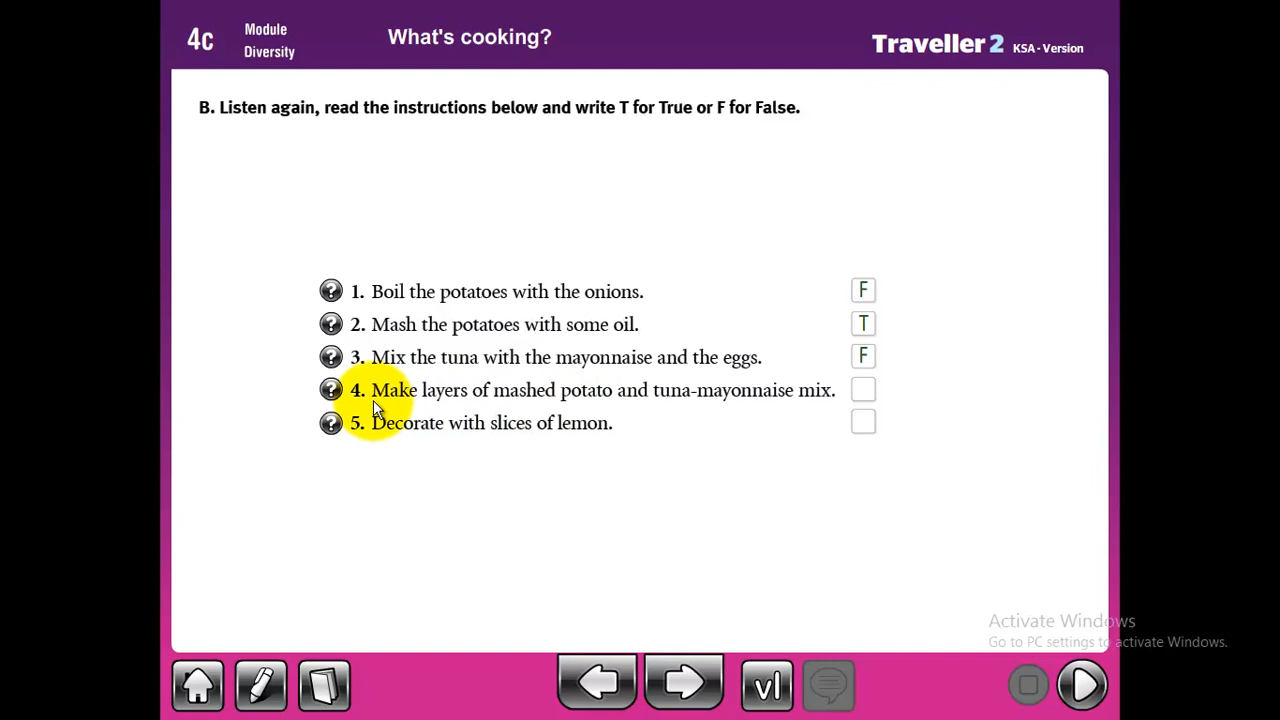 4c
Module
Diversity
What's cooking?
Traveller 2 KSA - Version
B. Listen again, read the instructions below and write T for True or F for False.
? 1. Boil the potatoes with the onions. F
? 2. Mash the potatoes with some oil. T
? 3. Mix the tuna with the mayonnaise and the eggs. F
? 4. Make layers of mashed potato and tuna-mayonnaise mix.
? 5. Decorate with slices of lemon.
Activate Windows
Go to PC settings to activate Windows.
vl